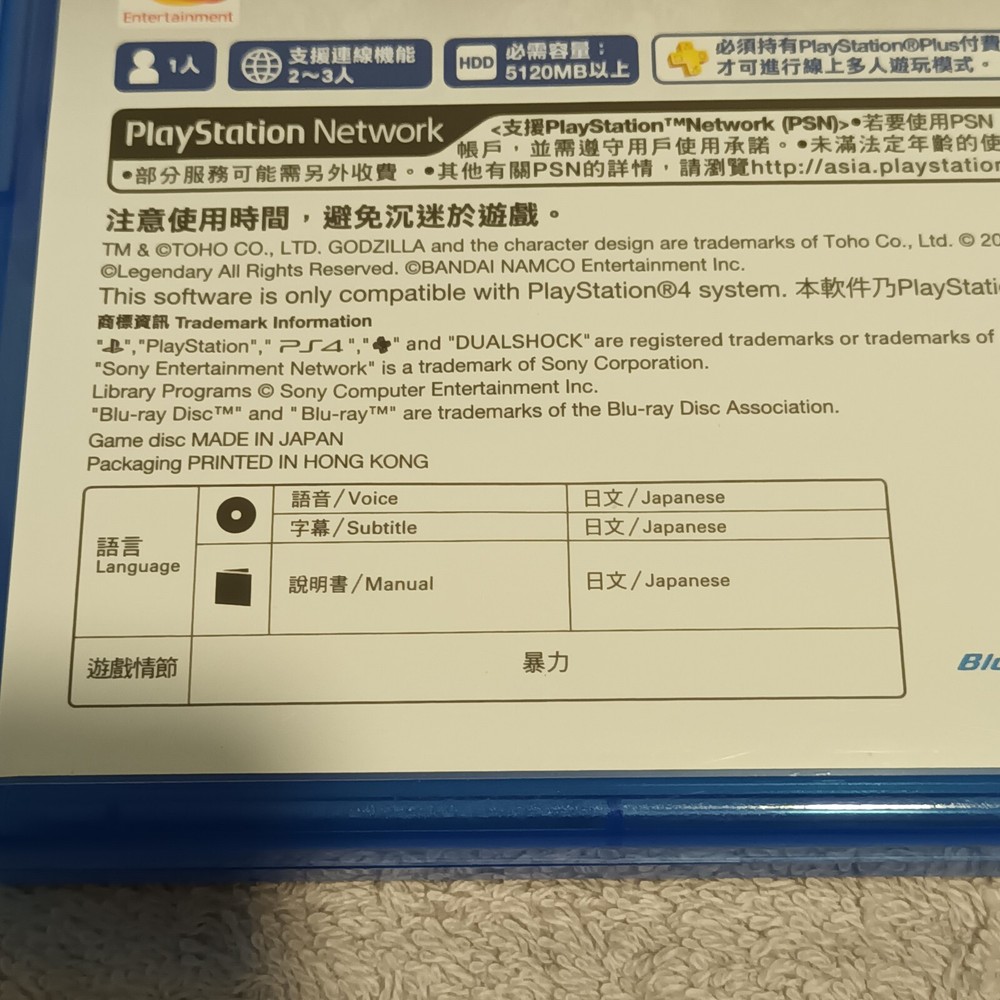 Entertainment
1人
支援連線機能
2～3人
HDD
必需容量：
5120MB以上
必須持有PlayStation®Plus付費
才可進行線上多人遊玩模式。
PlayStation Network
<支援PlayStation™Network (PSN)>●若要使用PSN
帳戶，並需遵守用戶使用承諾。●未滿法定年齡的使
●部分服務可能需另外收費。●其他有關PSN的詳情，請瀏覽http://asia.playstation
注意使用時間，避免沉迷於遊戲。
TM & ©TOHO CO., LTD. GODZILLA and the character design are trademarks of Toho Co., Ltd. © 20
©Legendary All Rights Reserved. ©BANDAI NAMCO Entertainment Inc.
This software is only compatible with PlayStation®4 system. 本軟件乃PlayStati
商標資訊 Trademark Information
" ","PlayStation"," PS4 "," " and "DUALSHOCK" are registered trademarks or trademarks of
"Sony Entertainment Network" is a trademark of Sony Corporation.
Library Programs © Sony Computer Entertainment Inc.
"Blu-ray Disc™" and " Blu-ray™" are trademarks of the Blu-ray Disc Association.
Game disc MADE IN JAPAN
Packaging PRINTED IN HONG KONG
語言
Language
語音/Voice
日文/Japanese
字幕/Subtitle
日文/Japanese
說明書/Manual
日文/Japanese
遊戲情節
暴力
Blu